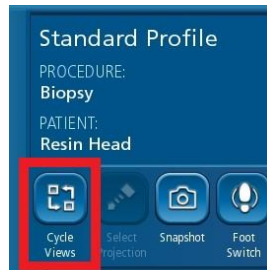 Standard Profile
PROCEDURE:
Biopsy
PATIENT:
Resin Head
Cycle Views
Select Projection
Snapshot
Foot Switch